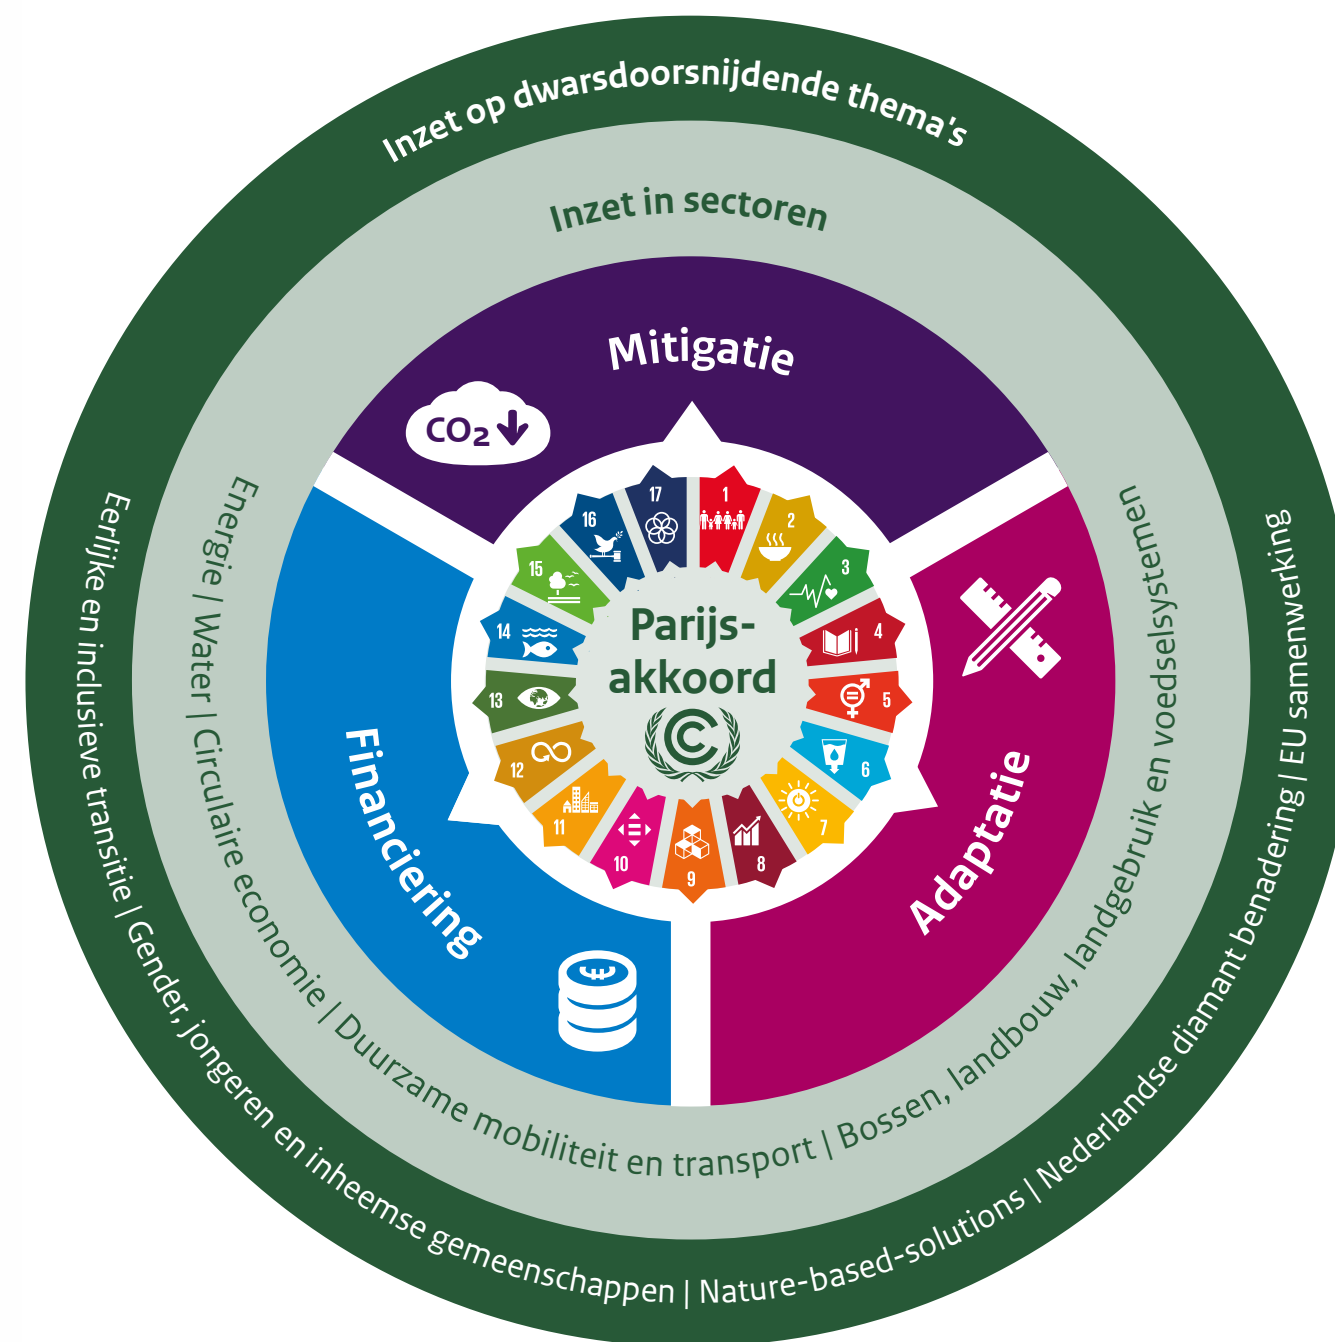 Inzet op dwarsdoorsnijdende thema's
Inzet in sectoren
Mitigatie
CO₂
Parijs-
akkoord
1
2
3
4
5
6
7
8
9
10
11
12
13
14
15
16
17
Financiering
Adaptatie
Energie | Water | Circulaire economie | Duurzame mobiliteit en transport | Bossen, landbouw, landgebruik en voedselsystemen
Eerlijke en inclusieve transitie | Gender, jongeren en inheemse gemeenschappen | Nature-based-solutions | Nederlandse diamant benadering | EU samenwerking